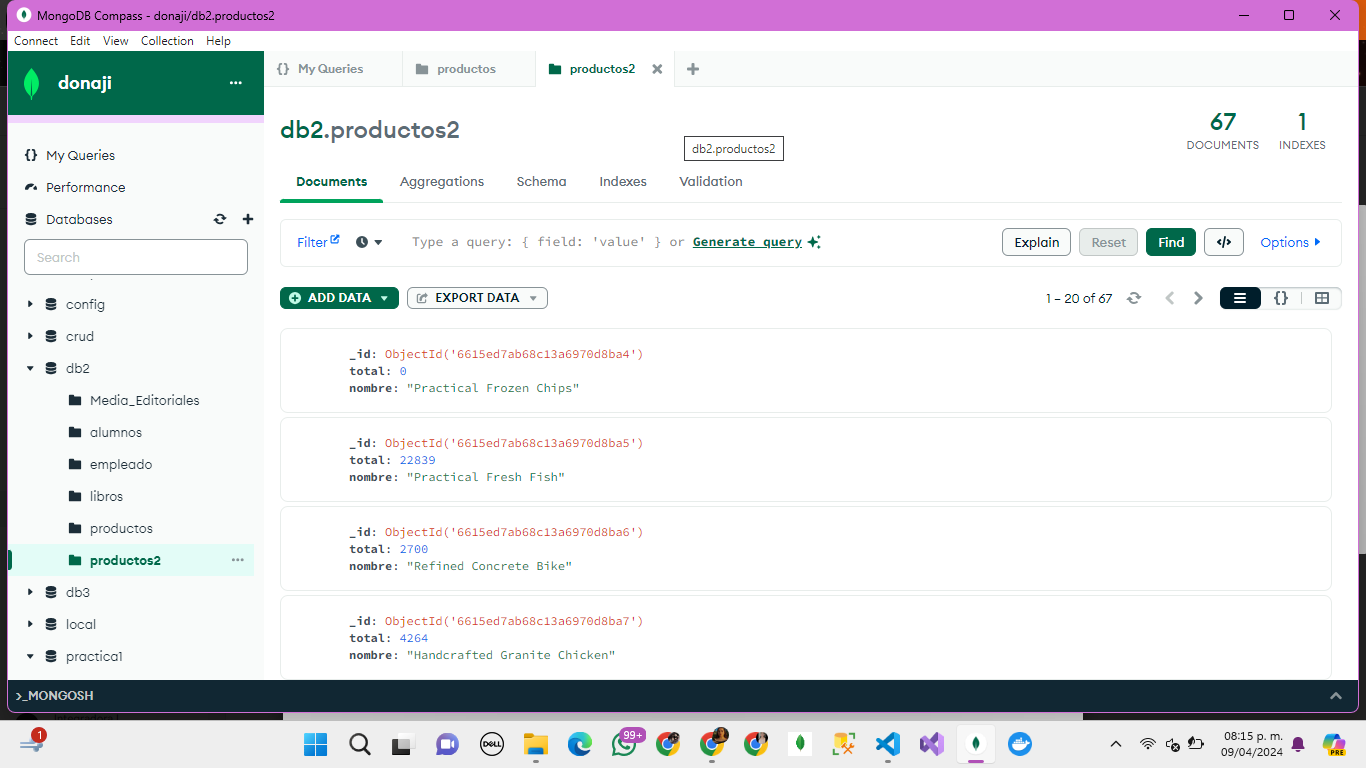 MongoDB Compass - donaji/db2.productos2
Connect Edit View Collection Help
donaji
My Queries
Performance
Databases
Search
config
crud
db2
Media_Editoriales
alumnos
empleado
libros
productos
productos2
db3
local
practica1
{} My Queries
productos
productos2
db2.productos2
db2.productos2
67
DOCUMENTS
1
INDEXES
Documents Aggregations Schema Indexes Validation
Filter
Type a query: { field: 'value' } or Generate query
Explain Reset Find </> Options
ADD DATA
EXPORT DATA
1 – 20 of 67
{}
_id: ObjectId('6615ed7ab68c13a6970d8ba4')
total: 0
nombre: "Practical Frozen Chips"
_id: ObjectId('6615ed7ab68c13a6970d8ba5')
total: 22839
nombre: "Practical Fresh Fish"
_id: ObjectId('6615ed7ab68c13a6970d8ba6')
total: 2700
nombre: "Refined Concrete Bike"
_id: ObjectId('6615ed7ab68c13a6970d8ba7')
total: 4264
nombre: "Handcrafted Granite Chicken"
>_MONGOSH
1
DELL
99+
08:15 p. m.
09/04/2024
PRE